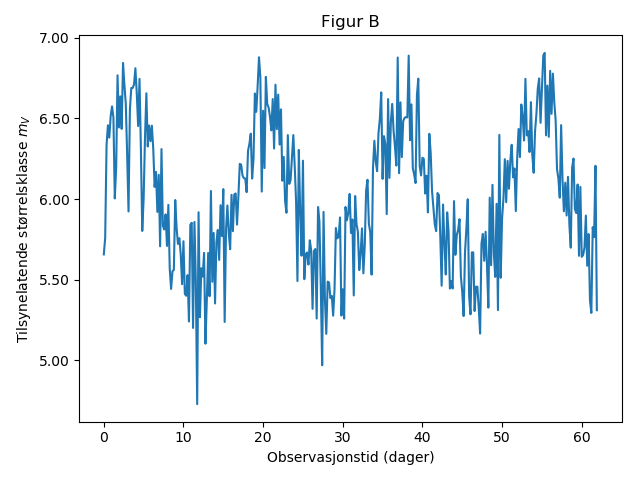 Figur B
Tilsynelatende størrelsesklasse m_V
7.00
6.50
6.00
5.50
5.00
0 10 20 30 40 50 60
Observasjonstid (dager)